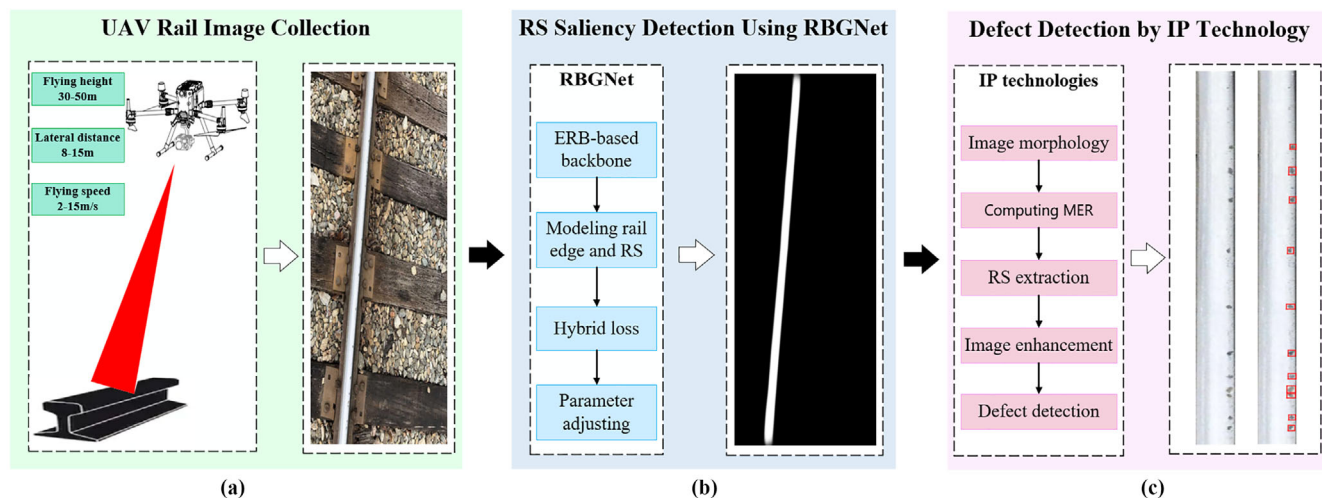 UAV Rail Image Collection
Flying height
30-50m
Lateral distance
8-15m
Flying speed
2-15m/s
(a)
RS Saliency Detection Using RBGNet
RBGNet
ERB-based
backbone
Modeling rail
edge and RS
Hybrid loss
Parameter
adjusting
(b)
Defect Detection by IP Technology
IP technologies
Image morphology
Computing MER
RS extraction
Image enhancement
Defect detection
(c)